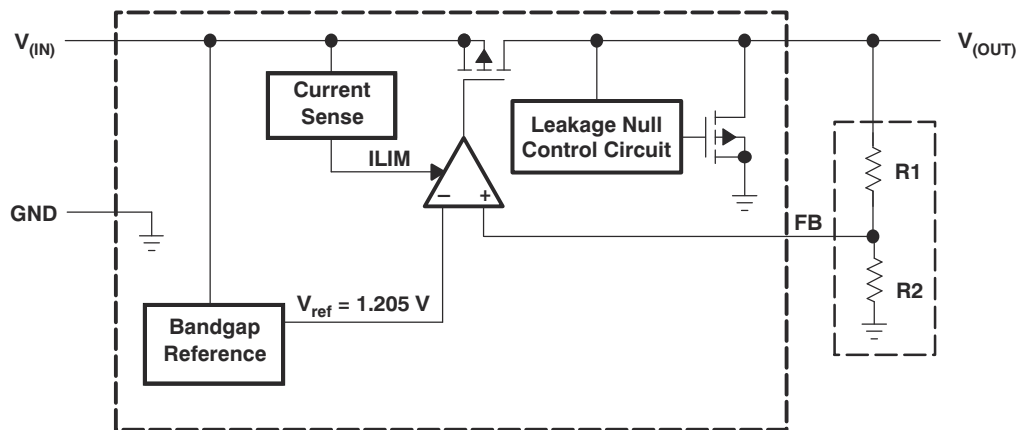 V(IN)
V(OUT)
Current
Sense
Leakage Null
Control Circuit
ILIM
R1
− +
GND
FB
R2
Vref = 1.205 V
Bandgap
Reference